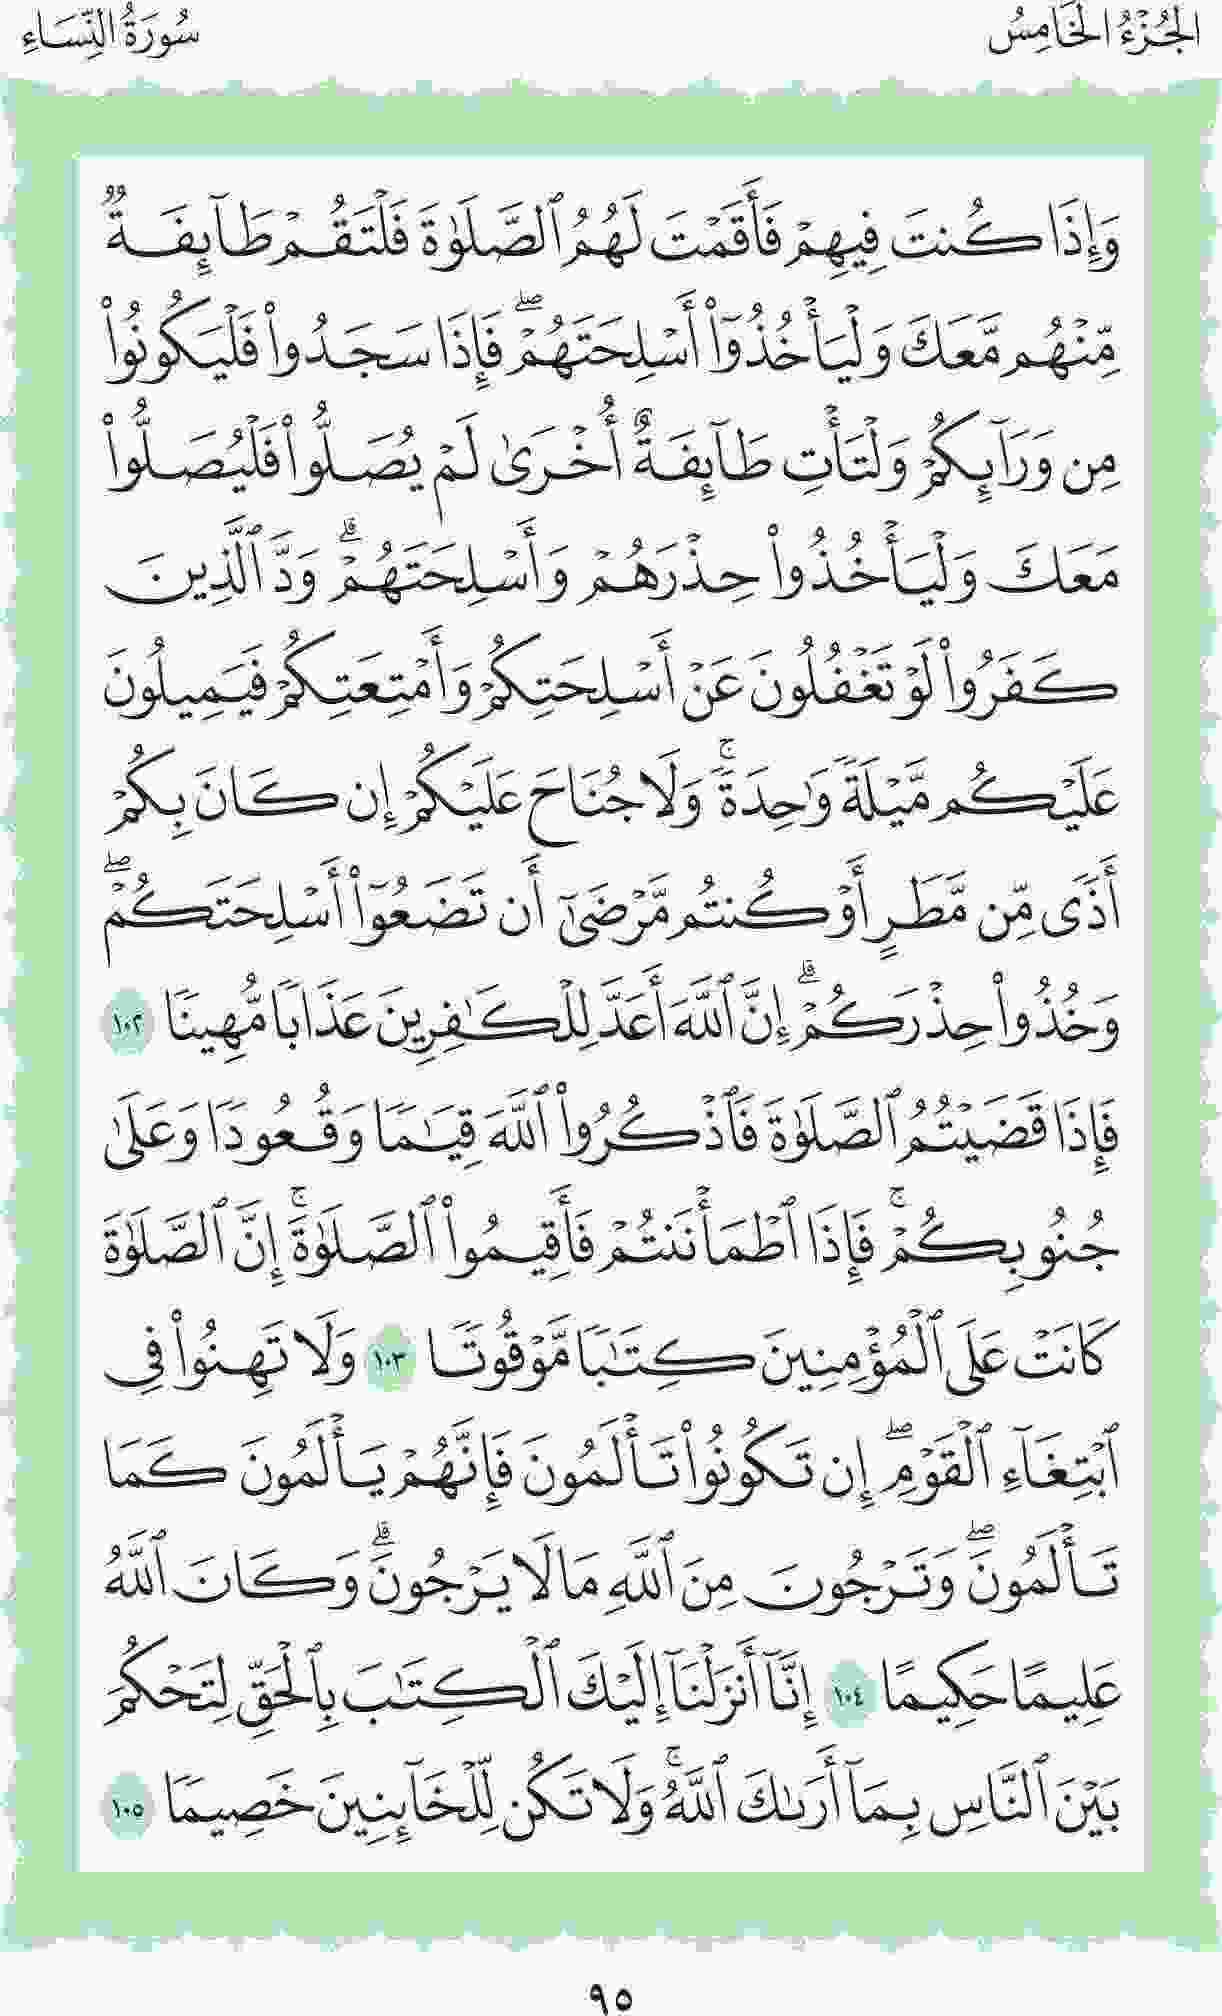 الجُزْءُ الخَامِسُ
سُورَةُ النِّسَاءِ
وَإِذَا كُنتَ فِيهِمْ فَأَقَمْتَ لَهُمُ ٱلصَّلَوٰةَ فَلْتَقُمْ طَآئِفَةٌ
مِّنْهُم مَّعَكَ وَلْيَأْخُذُوٓا۟ أَسْلِحَتَهُمْ ۖ فَإِذَا سَجَدُوا۟ فَلْيَكُونُوا۟
مِن وَرَآئِكُمْ وَلْتَأْتِ طَآئِفَةٌ أُخْرَىٰ لَمْ يُصَلُّوا۟ فَلْيُصَلُّوا۟
مَعَكَ وَلْيَأْخُذُوا۟ حِذْرَهُمْ وَأَسْلِحَتَهُمْ ۗ وَدَّ ٱلَّذِينَ
كَفَرُوا۟ لَوْ تَغْفُلُونَ عَنْ أَسْلِحَتِكُمْ وَأَمْتِعَتِكُمْ فَيَمِيلُونَ
عَلَيْكُم مَّيْلَةً وَٰحِدَةً ۚ وَلَا جُنَاحَ عَلَيْكُمْ إِن كَانَ بِكُمْ
أَذًى مِّن مَّطَرٍ أَوْ كُنتُم مَّرْضَىٰٓ أَن تَضَعُوٓا۟ أَسْلِحَتَكُمْ ۖ
وَخُذُوا۟ حِذْرَكُمْ ۗ إِنَّ ٱللَّهَ أَعَدَّ لِلْكَـٰفِرِينَ عَذَابًا مُّهِينًا ١٠٢
فَإِذَا قَضَيْتُمُ ٱلصَّلَوٰةَ فَٱذْكُرُوا۟ ٱللَّهَ قِيَـٰمًا وَقُعُودًا وَعَلَىٰ
جُنُوبِكُمْ ۚ فَإِذَا ٱطْمَأْنَنتُمْ فَأَقِيمُوا۟ ٱلصَّلَوٰةَ ۚ إِنَّ ٱلصَّلَوٰةَ
كَانَتْ عَلَى ٱلْمُؤْمِنِينَ كِتَـٰبًا مَّوْقُوتًا ١٠٣ وَلَا تَهِنُوا۟ فِى
ٱبْتِغَآءِ ٱلْقَوْمِ ۖ إِن تَكُونُوا۟ تَأْلَمُونَ فَإِنَّهُمْ يَأْلَمُونَ كَمَا
تَأْلَمُونَ ۖ وَتَرْجُونَ مِنَ ٱللَّهِ مَا لَا يَرْجُونَ ۗ وَكَانَ ٱللَّهُ
عَلِيمًا حَكِيمًا ١٠٤ إِنَّآ أَنزَلْنَآ إِلَيْكَ ٱلْكِتَـٰبَ بِٱلْحَقِّ لِتَحْكُمَ
بَيْنَ ٱلنَّاسِ بِمَآ أَرَىٰكَ ٱللَّهُ ۚ وَلَا تَكُن لِّلْخَآئِنِينَ خَصِيمًا ١٠٥
٩٥